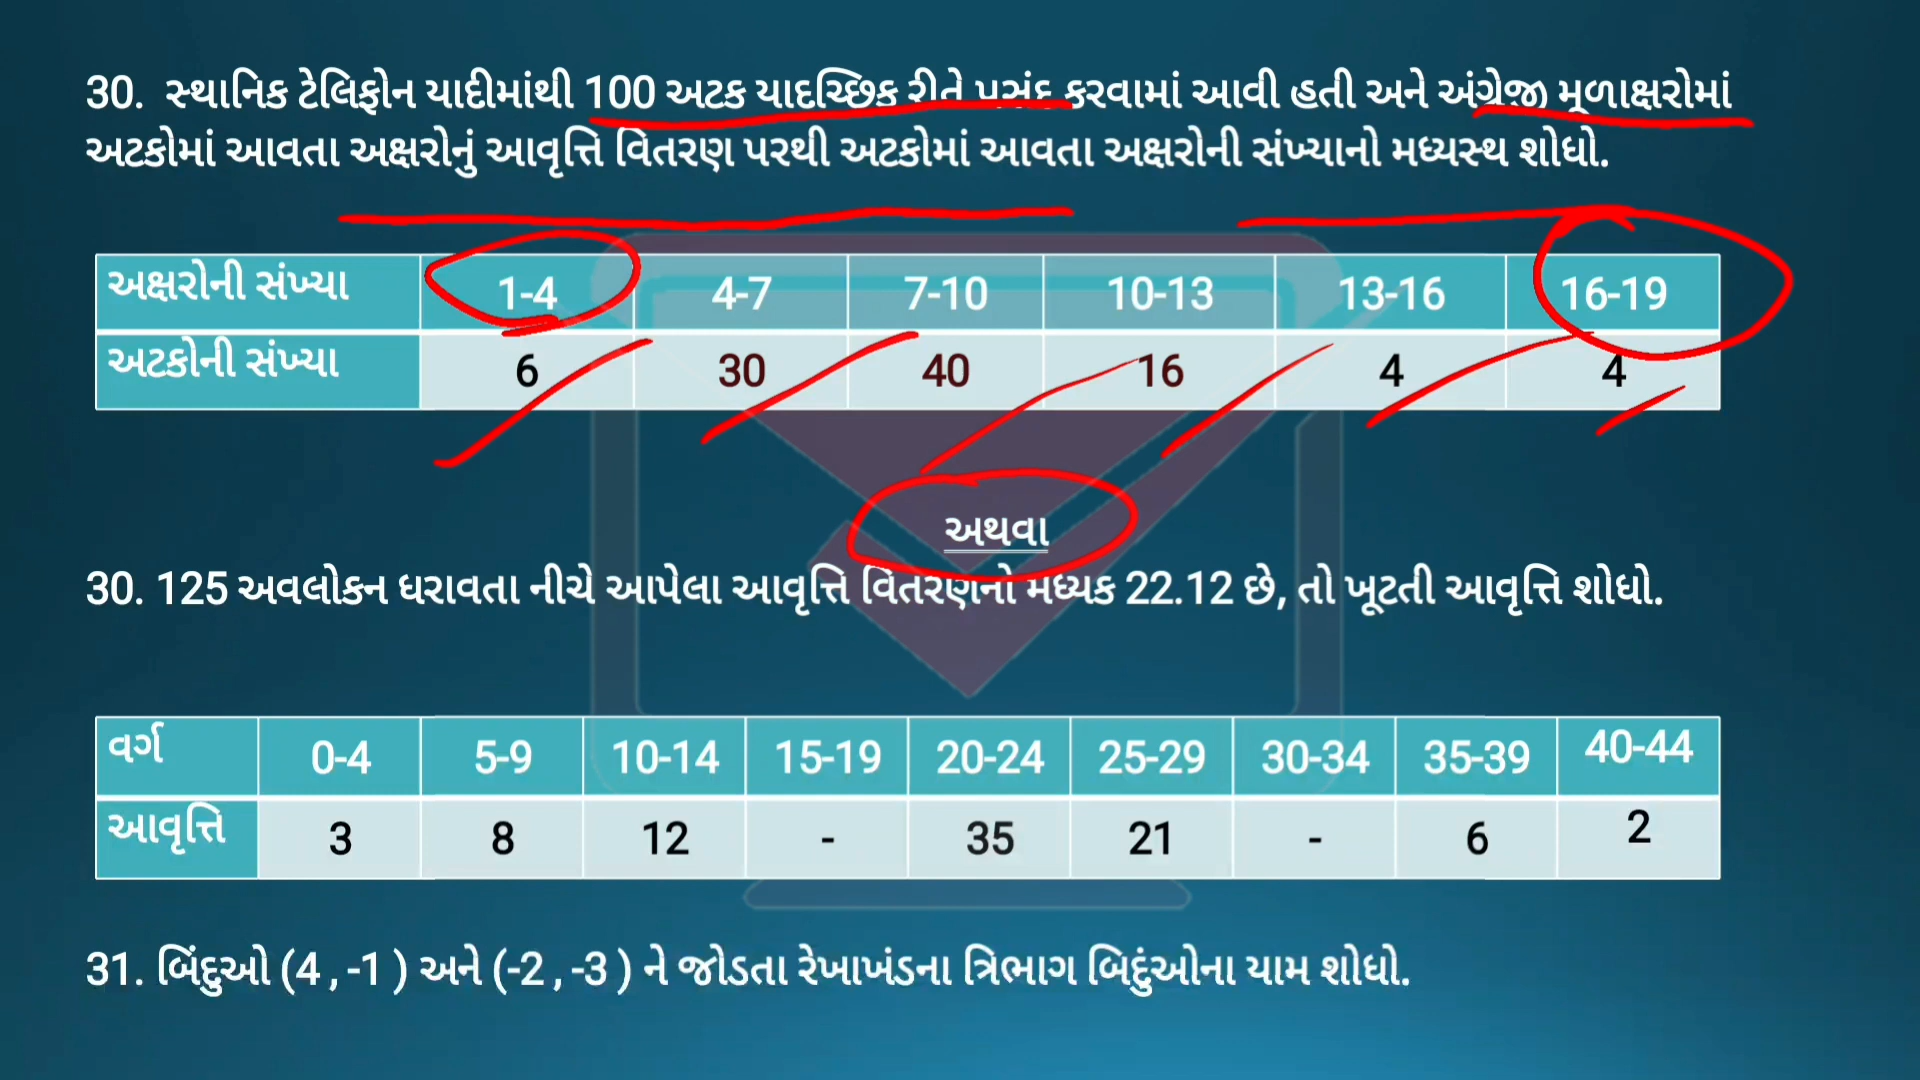 30. સ્થાનિક ટેલિફોન યાદીમાંથી 100 અટક યાદચ્છિક રીતે પસંદ કરવામાં આવી હતી અને અંગ્રેજી મૂળાક્ષરોમાં
અટકોમાં આવતા અક્ષરોનું આવૃત્તિ વિતરણ પરથી અટકોમાં આવતા અક્ષરોની સંખ્યાનો મધ્યસ્થ શોધો.
અક્ષરોની સંખ્યા 1-4 4-7 7-10 10-13 13-16 16-19
અટકોની સંખ્યા 6 30 40 16 4 4
અથવા
30. 125 અવલોકન ધરાવતા નીચે આપેલા આવૃત્તિ વિતરણનો મધ્યક 22.12 છે, તો ખૂટતી આવૃત્તિ શોધો.
વર્ગ 0-4 5-9 10-14 15-19 20-24 25-29 30-34 35-39 40-44
આવૃત્તિ 3 8 12 - 35 21 - 6 2
31. બિંદુઓ (4 , -1 ) અને (-2 , -3 ) ને જોડતા રેખાખંડના ત્રિભાગ બિદુંઓના યામ શોધો.